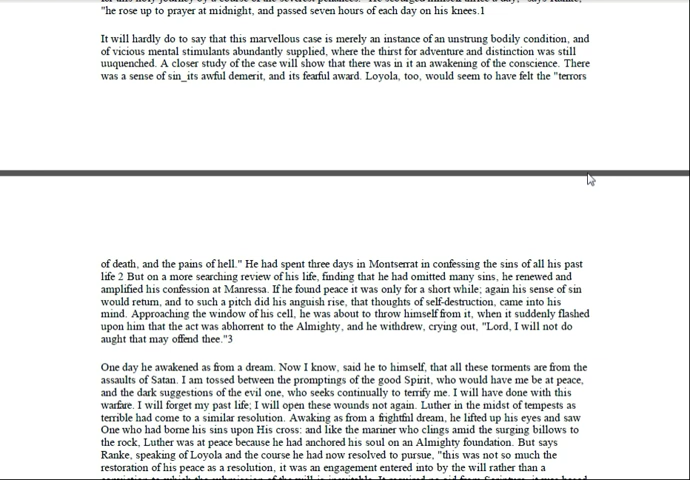 "he rose up to prayer at midnight, and passed seven hours of each day on his knees.1
It will hardly do to say that this marvellous case is merely an instance of an unstrung bodily condition, and
of vicious mental stimulants abundantly supplied, where the thirst for adventure and distinction was still
uuquenched. A closer study of the case will show that there was in it an awakening of the conscience. There
was a sense of sin_its awful demerit, and its fearful award. Loyola, too, would seem to have felt the "terrors
of death, and the pains of hell." He had spent three days in Montserrat in confessing the sins of all his past
life 2 But on a more searching review of his life, finding that he had omitted many sins, he renewed and
amplified his confession at Manressa. If he found peace it was only for a short while; again his sense of sin
would return, and to such a pitch did his anguish rise, that thoughts of self-destruction, came into his
mind. Approaching the window of his cell, he was about to throw himself from it, when it suddenly flashed
upon him that the act was abhorrent to the Almighty, and he withdrew, crying out, "Lord, I will not do
aught that may offend thee."3
One day he awakened as from a dream. Now I know, said he to himself, that all these torments are from the
assaults of Satan. I am tossed between the promptings of the good Spirit, who would have me be at peace,
and the dark suggestions of the evil one, who seeks continually to terrify me. I will have done with this
warfare. I will forget my past life; I will open these wounds not again. Luther in the midst of tempests as
terrible had come to a similar resolution. Awaking as from a frightful dream, he lifted up his eyes and saw
One who had borne his sins upon His cross: and like the mariner who clings amid the surging billows to
the rock, Luther was at peace because he had anchored his soul on an Almighty foundation. But says
Ranke, speaking of Loyola and the course he had now resolved to pursue, "this was not so much the
restoration of his peace as a resolution, it was an engagement entered into by the will rather than a